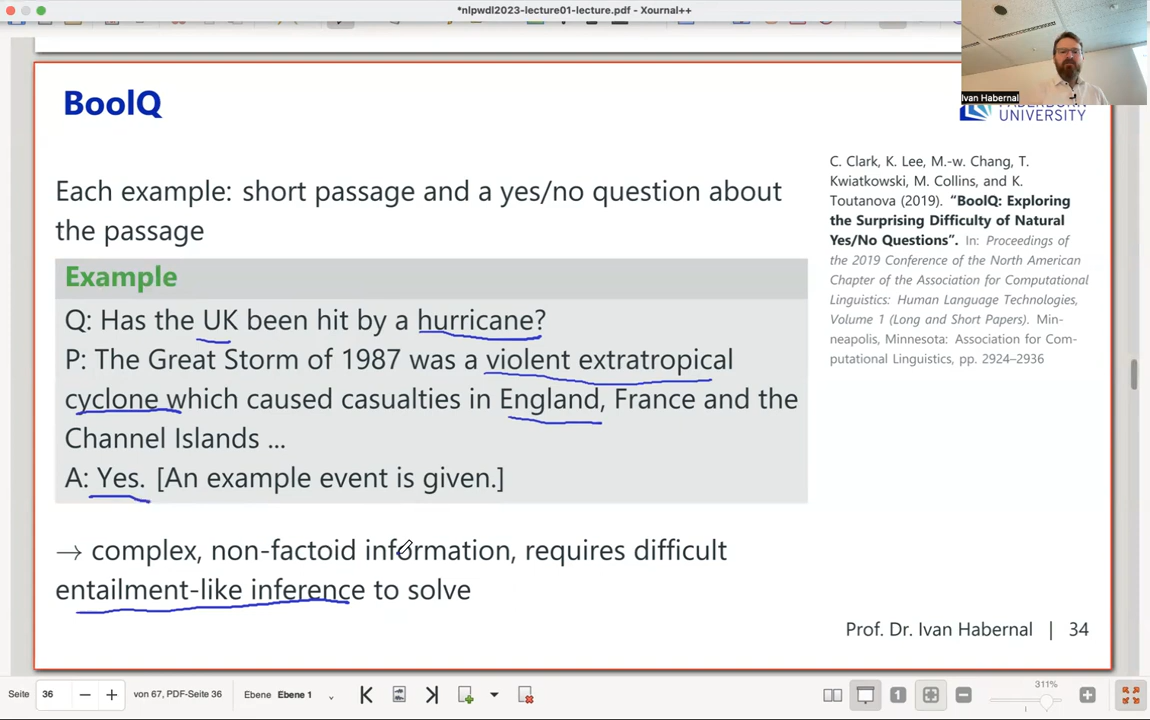 *nlpwdl2023-lecture01-lecture.pdf - Xournal++
Ivan Habernal
UNIVERSITY
BoolQ
Each example: short passage and a yes/no question about
the passage
Example
Q: Has the UK been hit by a hurricane?
P: The Great Storm of 1987 was a violent extratropical
cyclone which caused casualties in England, France and the
Channel Islands ...
A: Yes. [An example event is given.]
→ complex, non-factoid information, requires difficult
entailment-like inference to solve
C. Clark, K. Lee, M.-w. Chang, T.
Kwiatkowski, M. Collins, and K.
Toutanova (2019). “BoolQ: Exploring
the Surprising Difficulty of Natural
Yes/No Questions”. In: Proceedings of
the 2019 Conference of the North American
Chapter of the Association for Computational
Linguistics: Human Language Technologies,
Volume 1 (Long and Short Papers). Min-
neapolis, Minnesota: Association for Com-
putational Linguistics, pp. 2924–2936
Prof. Dr. Ivan Habernal | 34
Seite 36 von 67, PDF-Seite 36 Ebene Ebene 1 1 311%